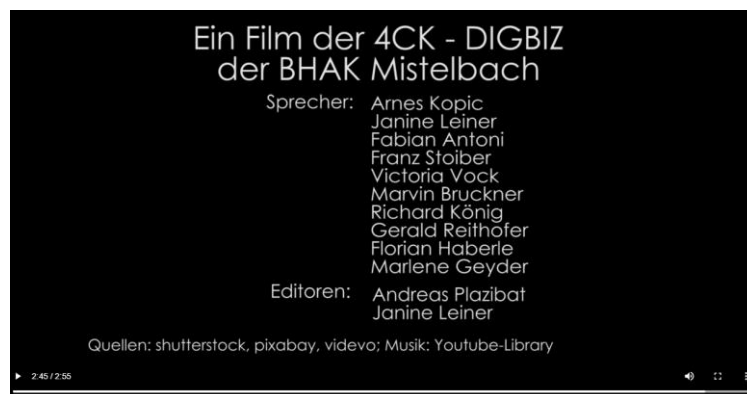 Ein Film der 4CK - DIGBIZ
der BHAK Mistelbach
Sprecher: Arnes Kopic
Janine Leiner
Fabian Antoni
Franz Stoiber
Victoria Vock
Marvin Bruckner
Richard König
Gerald Reithofer
Florian Haberle
Marlene Geyder
Editoren: Andreas Plazibat
Janine Leiner
Quellen: shutterstock, pixabay, videvo; Musik: Youtube-Library
2:45 / 2:55